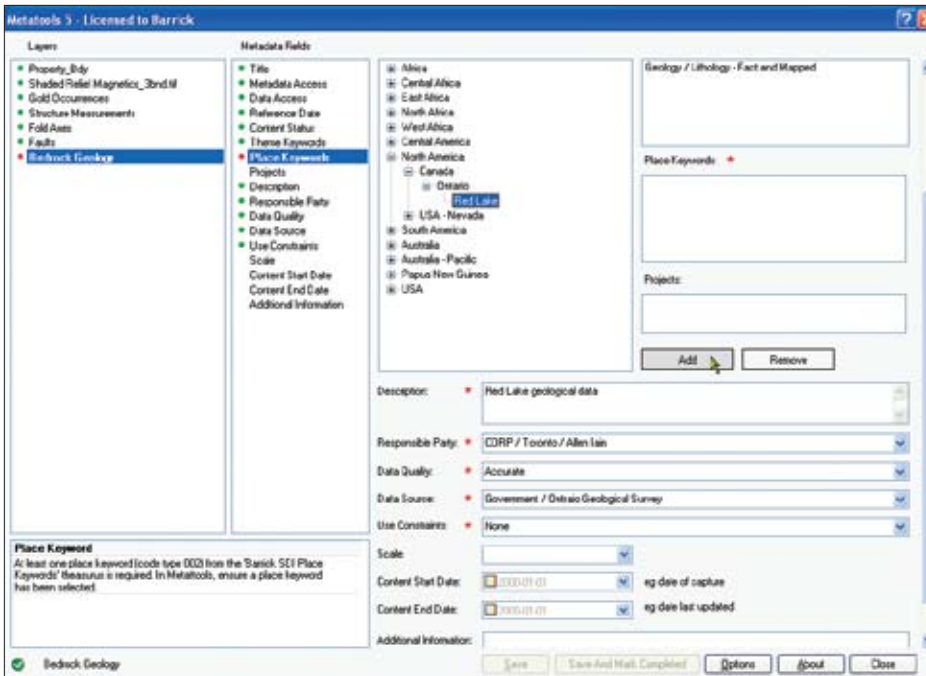 Metatools 5 - Licensed to Barrick
Layers
Metadata Fields
Property_Bdy
Shaded Relief Magnetics_3bnd.tif
Gold Occurrences
Structure Measurements
Fold Axes
Faults
Bedrock Geology
Title
Metadata Access
Data Access
Reference Date
Content Status
Theme Keywords
Place Keywords
Projects
Description
Responsible Party
Data Quality
Data Source
Use Constraints
Scale
Content Start Date
Content End Date
Additional Information
Africa
Central Africa
East Africa
North Africa
West Africa
Central America
North America
Canada
Ontario
Red Lake
USA - Nevada
South America
Australia
Australia - Pacific
Papua New Guinea
USA
Geology / Lithology - Fact and Mapped
Place Keywords: *
Projects:
Add
Remove
Description: * Red Lake geological data
Responsible Party: * CORP / Toronto / Allen Iain
Data Quality: * Accurate
Data Source: * Government / Ontraio Geological Survey
Use Constraints * None
Scale
Content Start Date: 2000-01-01 eg date of capture
Content End Date: 2000-01-01 eg date last updated
Additional Information:
Place Keyword
At least one place keyword (code type 002) from the 'Barrick SDI Place
Keywords' thesaurus is required. In Metatools, ensure a place keyword
has been selected.
Bedrock Geology
Save
Save And Mark Completed
Options
About
Close